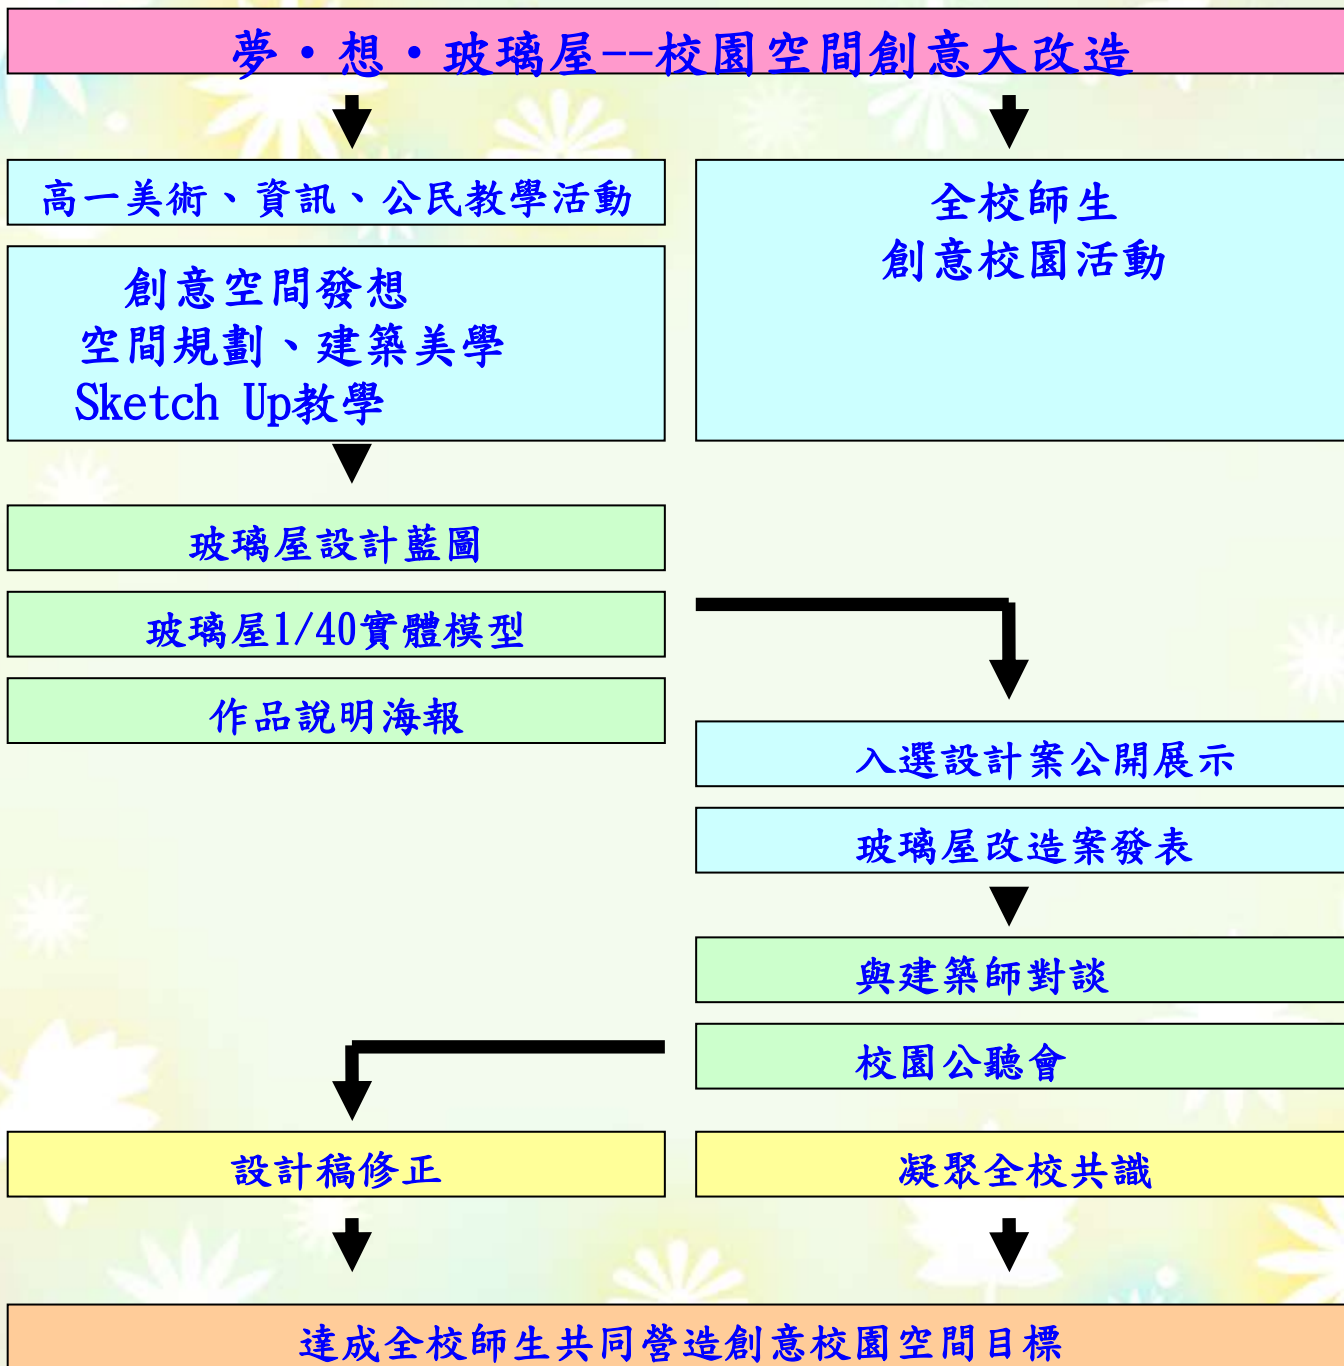 夢‧想‧玻璃屋--校園空間創意大改造
高一美術、資訊、公民教學活動
創意空間發想
空間規劃、建築美學
Sketch Up教學
全校師生
創意校園活動
玻璃屋設計藍圖
玻璃屋1/40實體模型
作品說明海報
入選設計案公開展示
玻璃屋改造案發表
與建築師對談
校園公聽會
設計稿修正
凝聚全校共識
達成全校師生共同營造創意校園空間目標